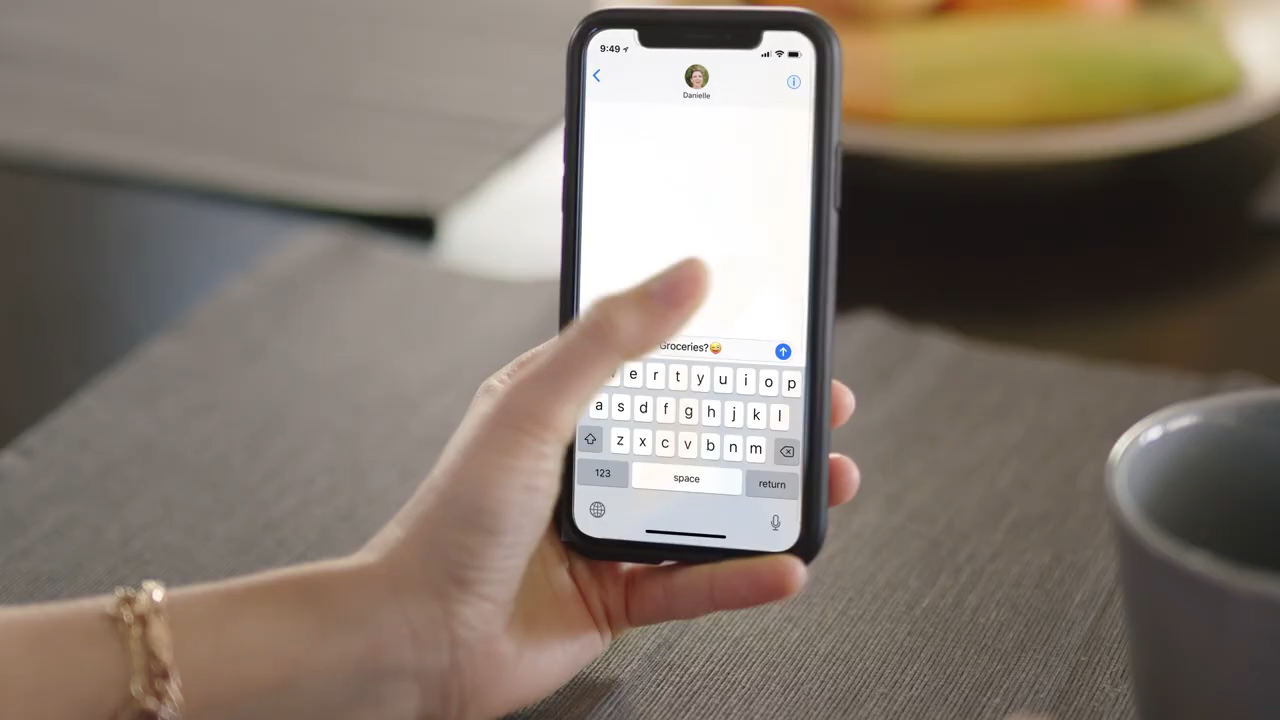 9:49
Danielle
Groceries?😜
e r t y u i o p
a s d f g h j k l
z x c v b n m
123 space return